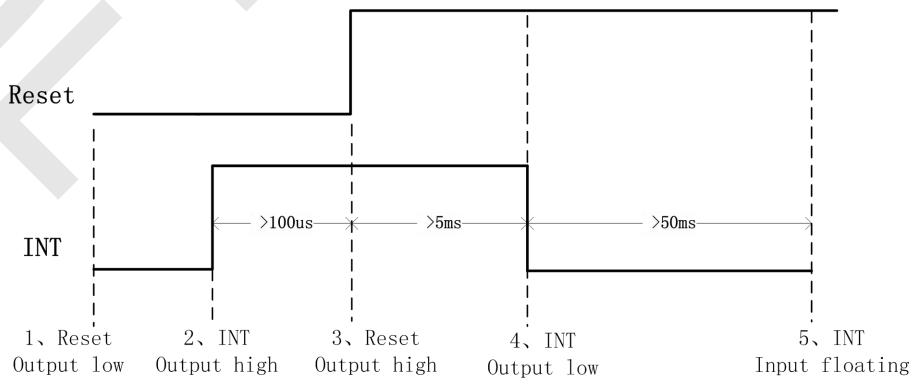 Reset
>100us
>5ms
>50ms
INT
1、Reset
Output low
2、INT
Output high
3、Reset
Output high
4、INT
Output low
5、INT
Input floating